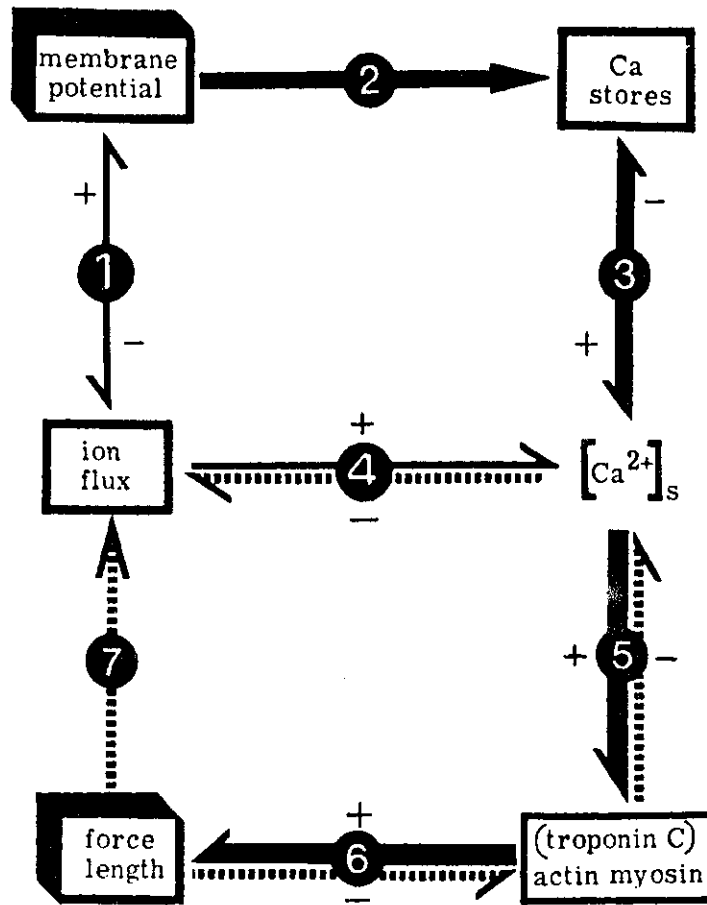 membrane
potential
2
Ca
stores
+
1
−
−
3
+
ion
flux
+
4
−
[Ca²⁺]ₛ
7
+ 5 −
force
length
+
6
−
(troponin C)
actin myosin